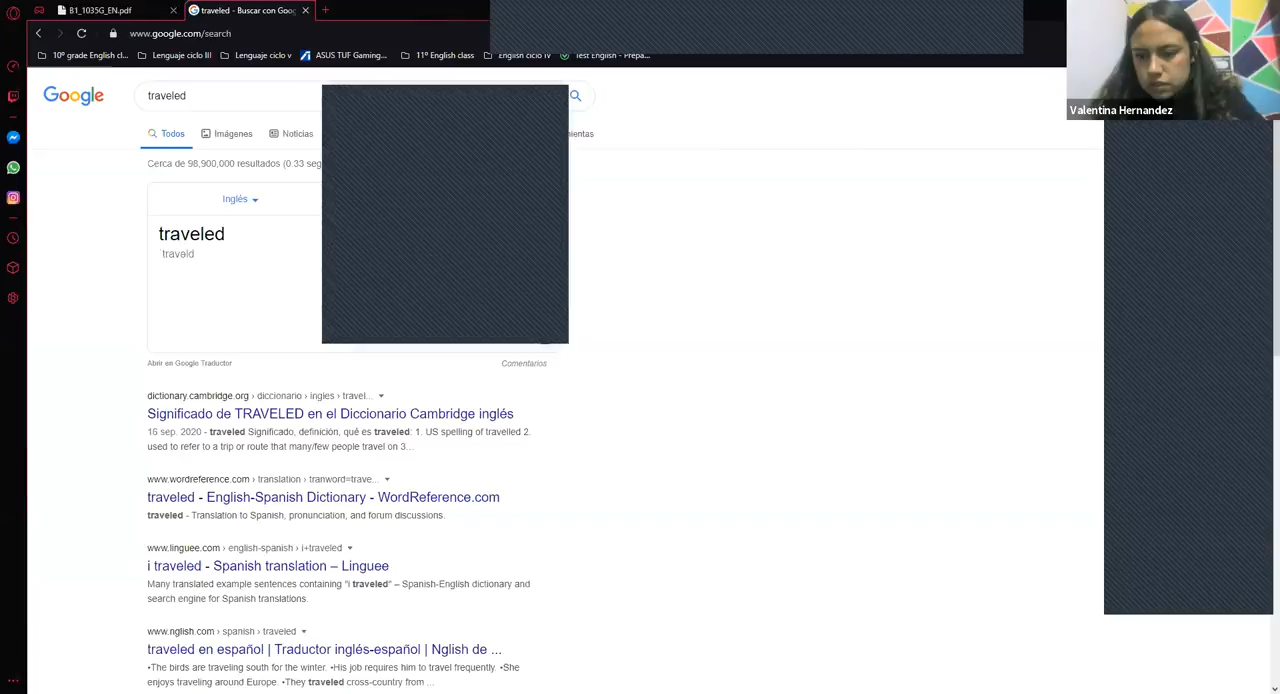 B1_1035G_EN.pdf
traveled - Buscar con Goog
www.google.com/search
10º grade English cl...
Lenguaje ciclo III
Lenguaje ciclo v
ASUS TUF Gaming...
11º English class
English ciclo IV
Test English - Prepa...
Valentina Hernandez
Google
traveled
Todos
Imágenes
Noticias
mientas
Cerca de 98,900,000 resultados (0.33 seg
Inglés
traveled
ˈtravəld
Abrir en Google Traductor
Comentarios
dictionary.cambridge.org › diccionario › ingles › travel...
Significado de TRAVELED en el Diccionario Cambridge inglés
16 sep. 2020 - traveled Significado, definición, qué es traveled: 1. US spelling of travelled 2.
used to refer to a trip or route that many/few people travel on 3...
www.wordreference.com › translation › tranword=trave...
traveled - English-Spanish Dictionary - WordReference.com
traveled - Translation to Spanish, pronunciation, and forum discussions.
www.linguee.com › english-spanish › i+traveled
i traveled - Spanish translation – Linguee
Many translated example sentences containing "i traveled" – Spanish-English dictionary and
search engine for Spanish translations.
www.nglish.com › spanish › traveled
traveled en español | Traductor inglés-español | Nglish de ...
•The birds are traveling south for the winter. •His job requires him to travel frequently. •She
enjoys traveling around Europe. •They traveled cross-country from ...